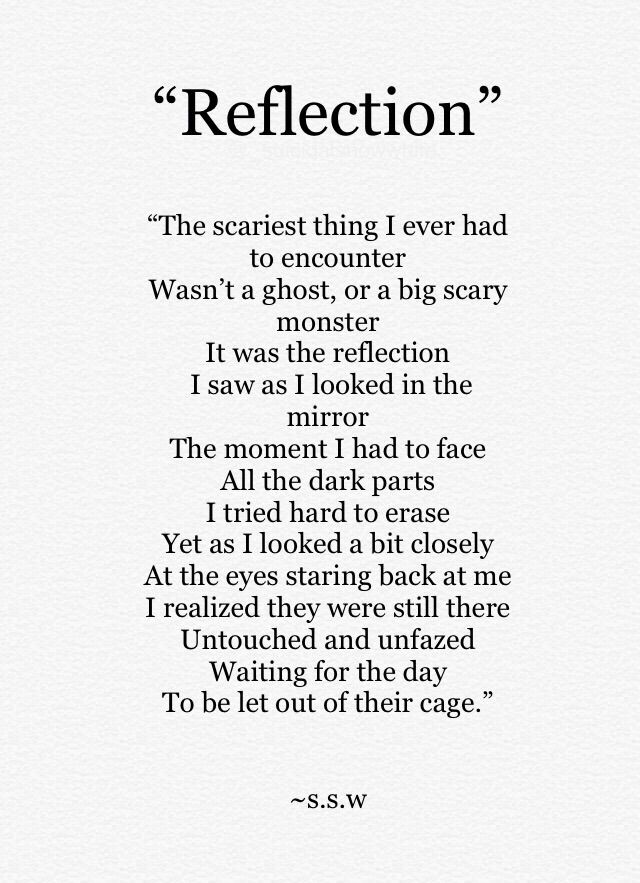 “Reflection”
“The scariest thing I ever had
to encounter
Wasn’t a ghost, or a big scary
monster
It was the reflection
I saw as I looked in the
mirror
The moment I had to face
All the dark parts
I tried hard to erase
Yet as I looked a bit closely
At the eyes staring back at me
I realized they were still there
Untouched and unfazed
Waiting for the day
To be let out of their cage.”
~s.s.w